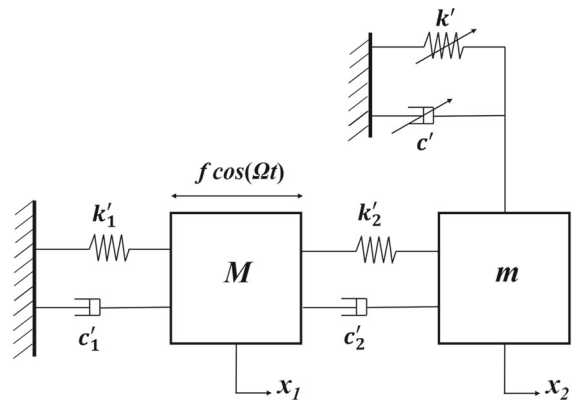 k′
c′
f cos(Ωt)
k′₁
k′₂
M
m
c′₁
c′₂
x₁
x₂